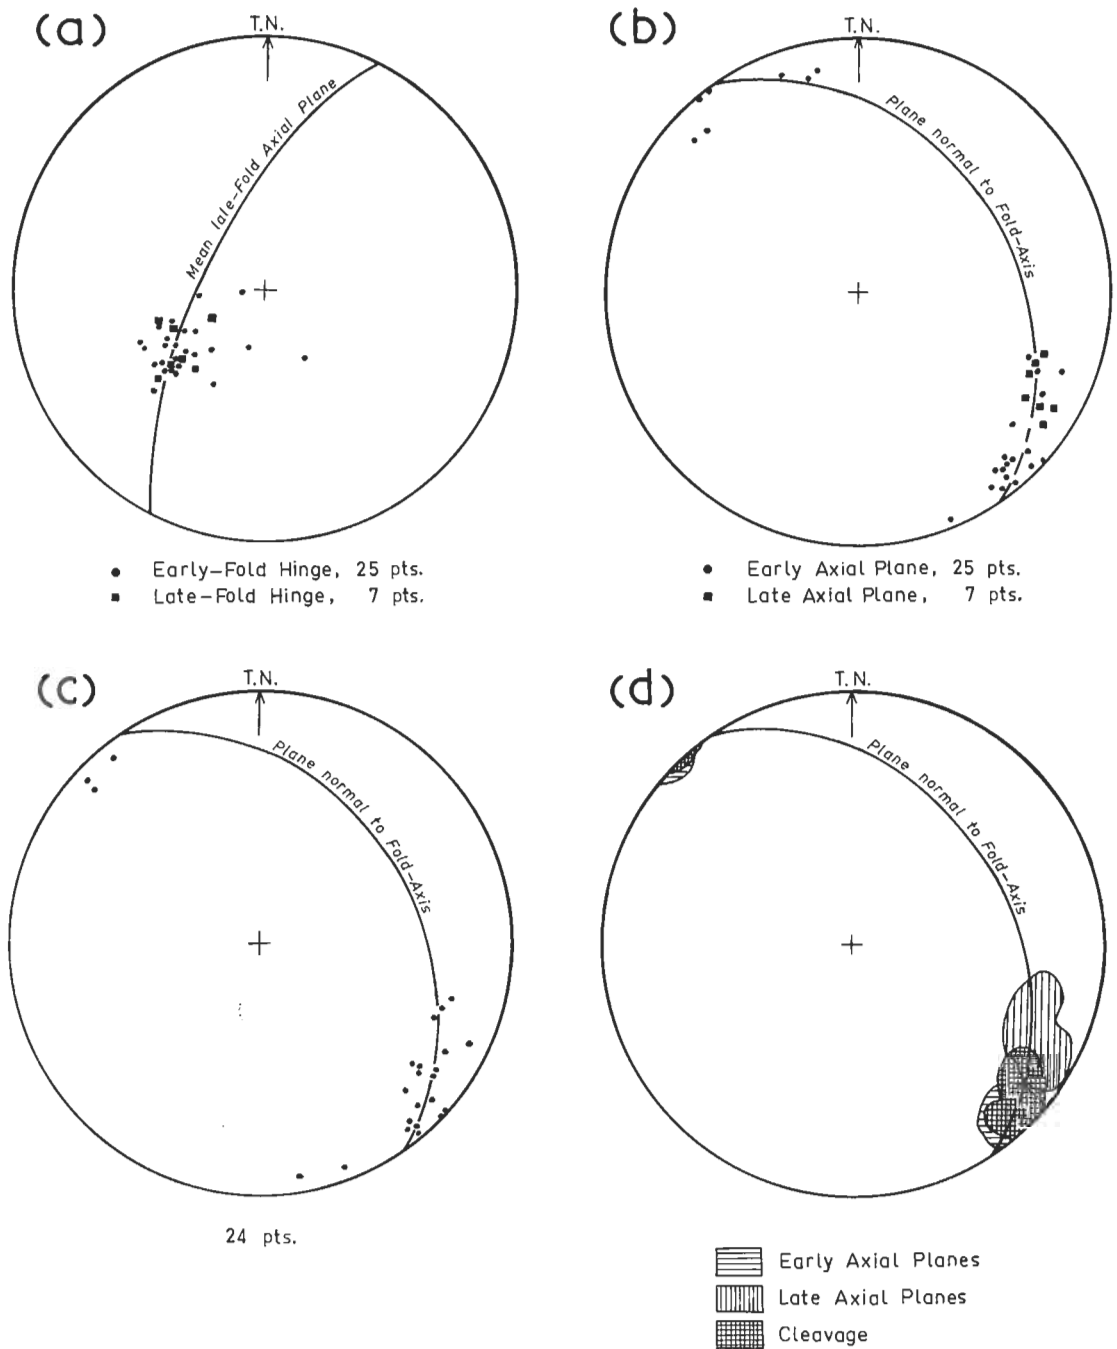 (a)
T.N.
Mean late-Fold Axial Plane
• Early-Fold Hinge, 25 pts.
■ Late-Fold Hinge, 7 pts.
(b)
T.N.
Plane normal to Fold-Axis
• Early Axial Plane, 25 pts.
■ Late Axial Plane, 7 pts.
(c)
T.N.
Plane normal to Fold-Axis
24 pts.
(d)
T.N.
Plane normal to Fold-Axis
Early Axial Planes
Late Axial Planes
Cleavage